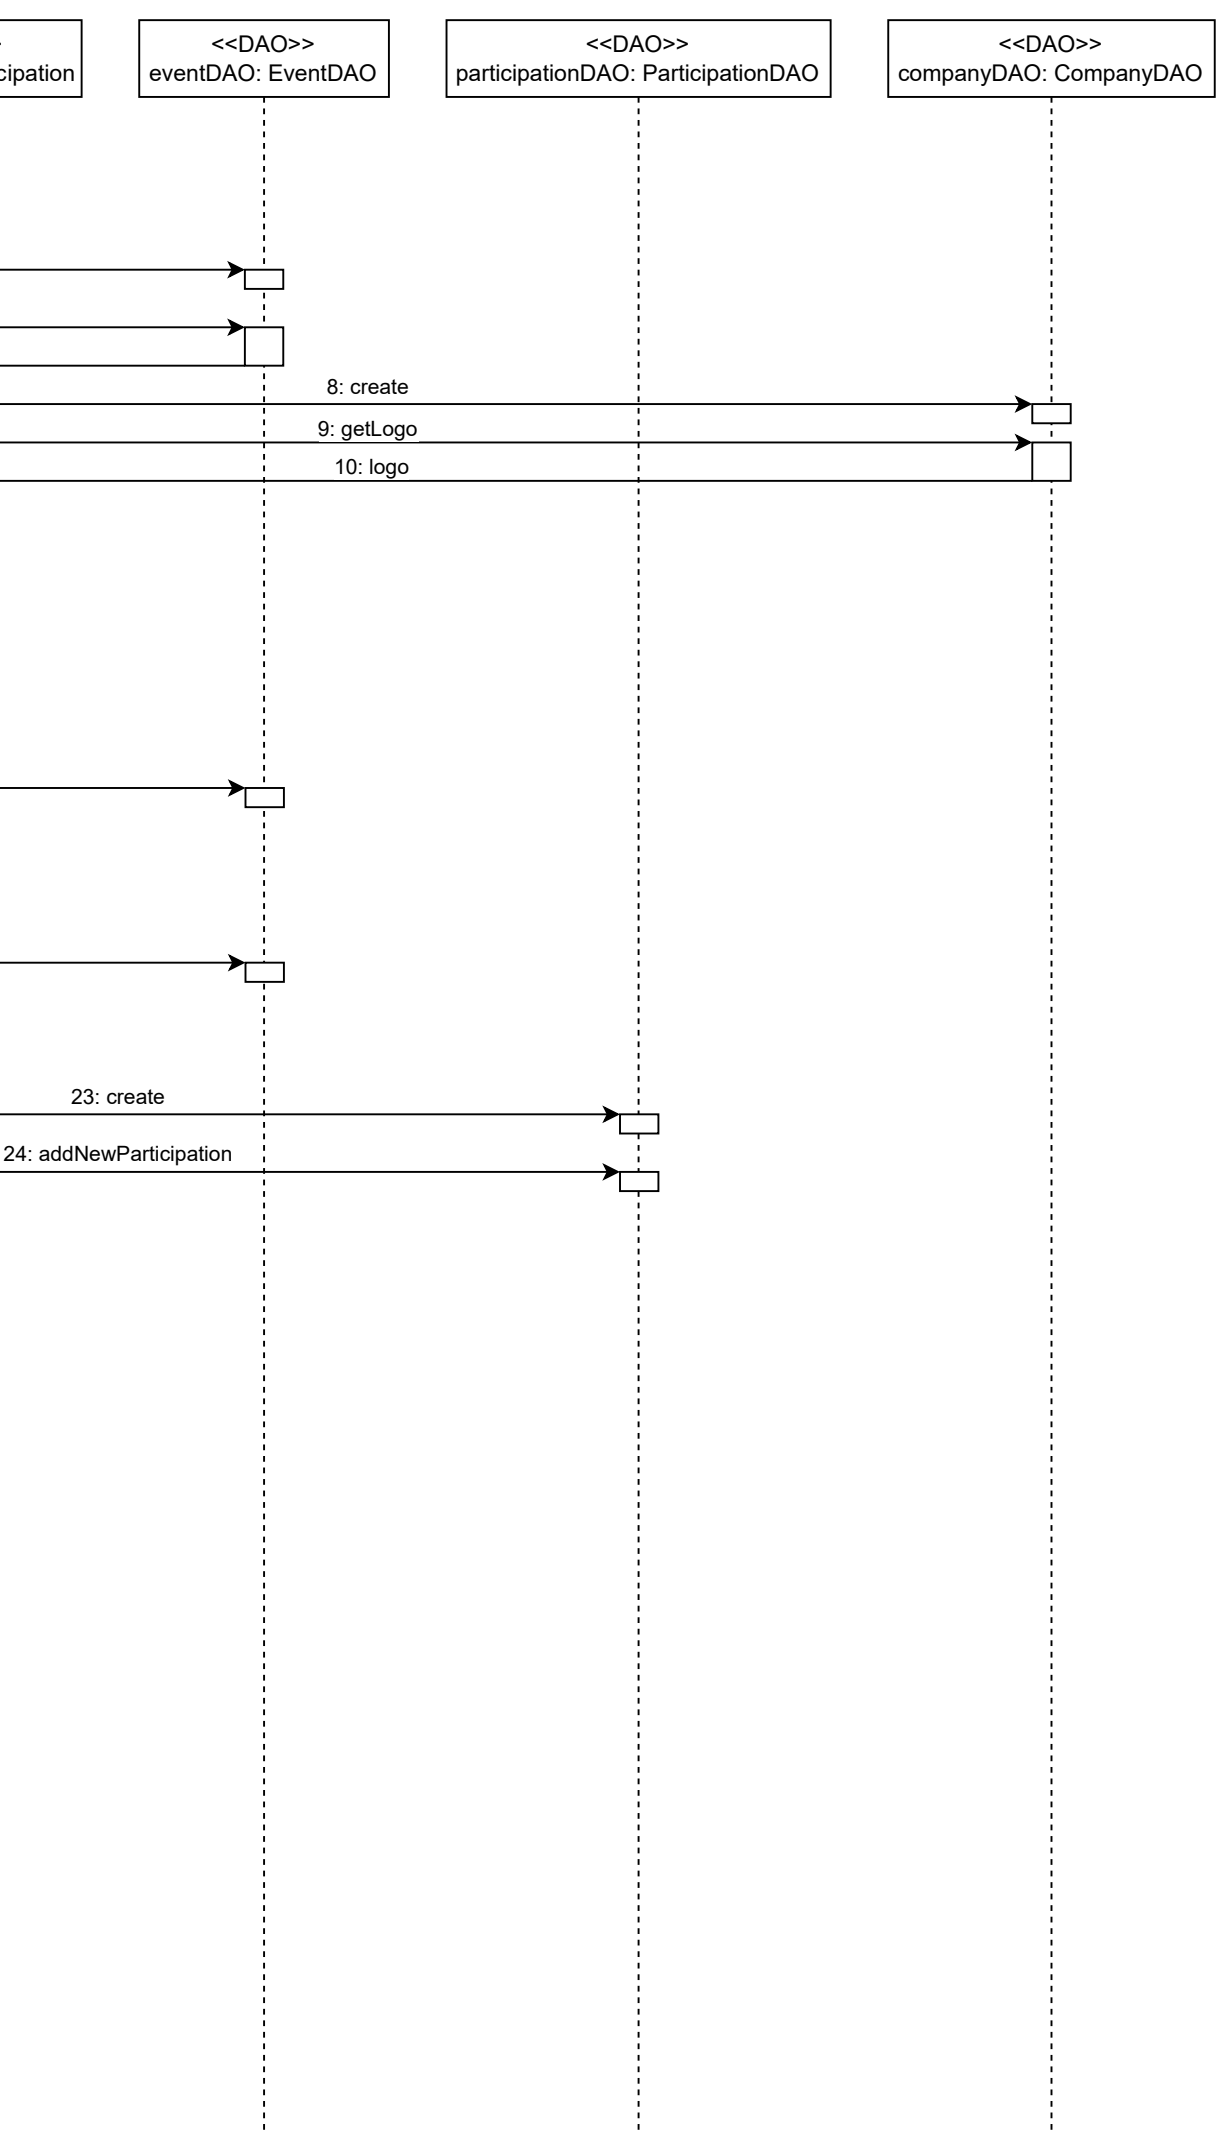 <<DAO>>
eventDAO: EventDAO
<<DAO>>
participationDAO: ParticipationDAO
<<DAO>>
companyDAO: CompanyDAO
8: create
9: getLogo
10: logo
23: create
24: addNewParticipation